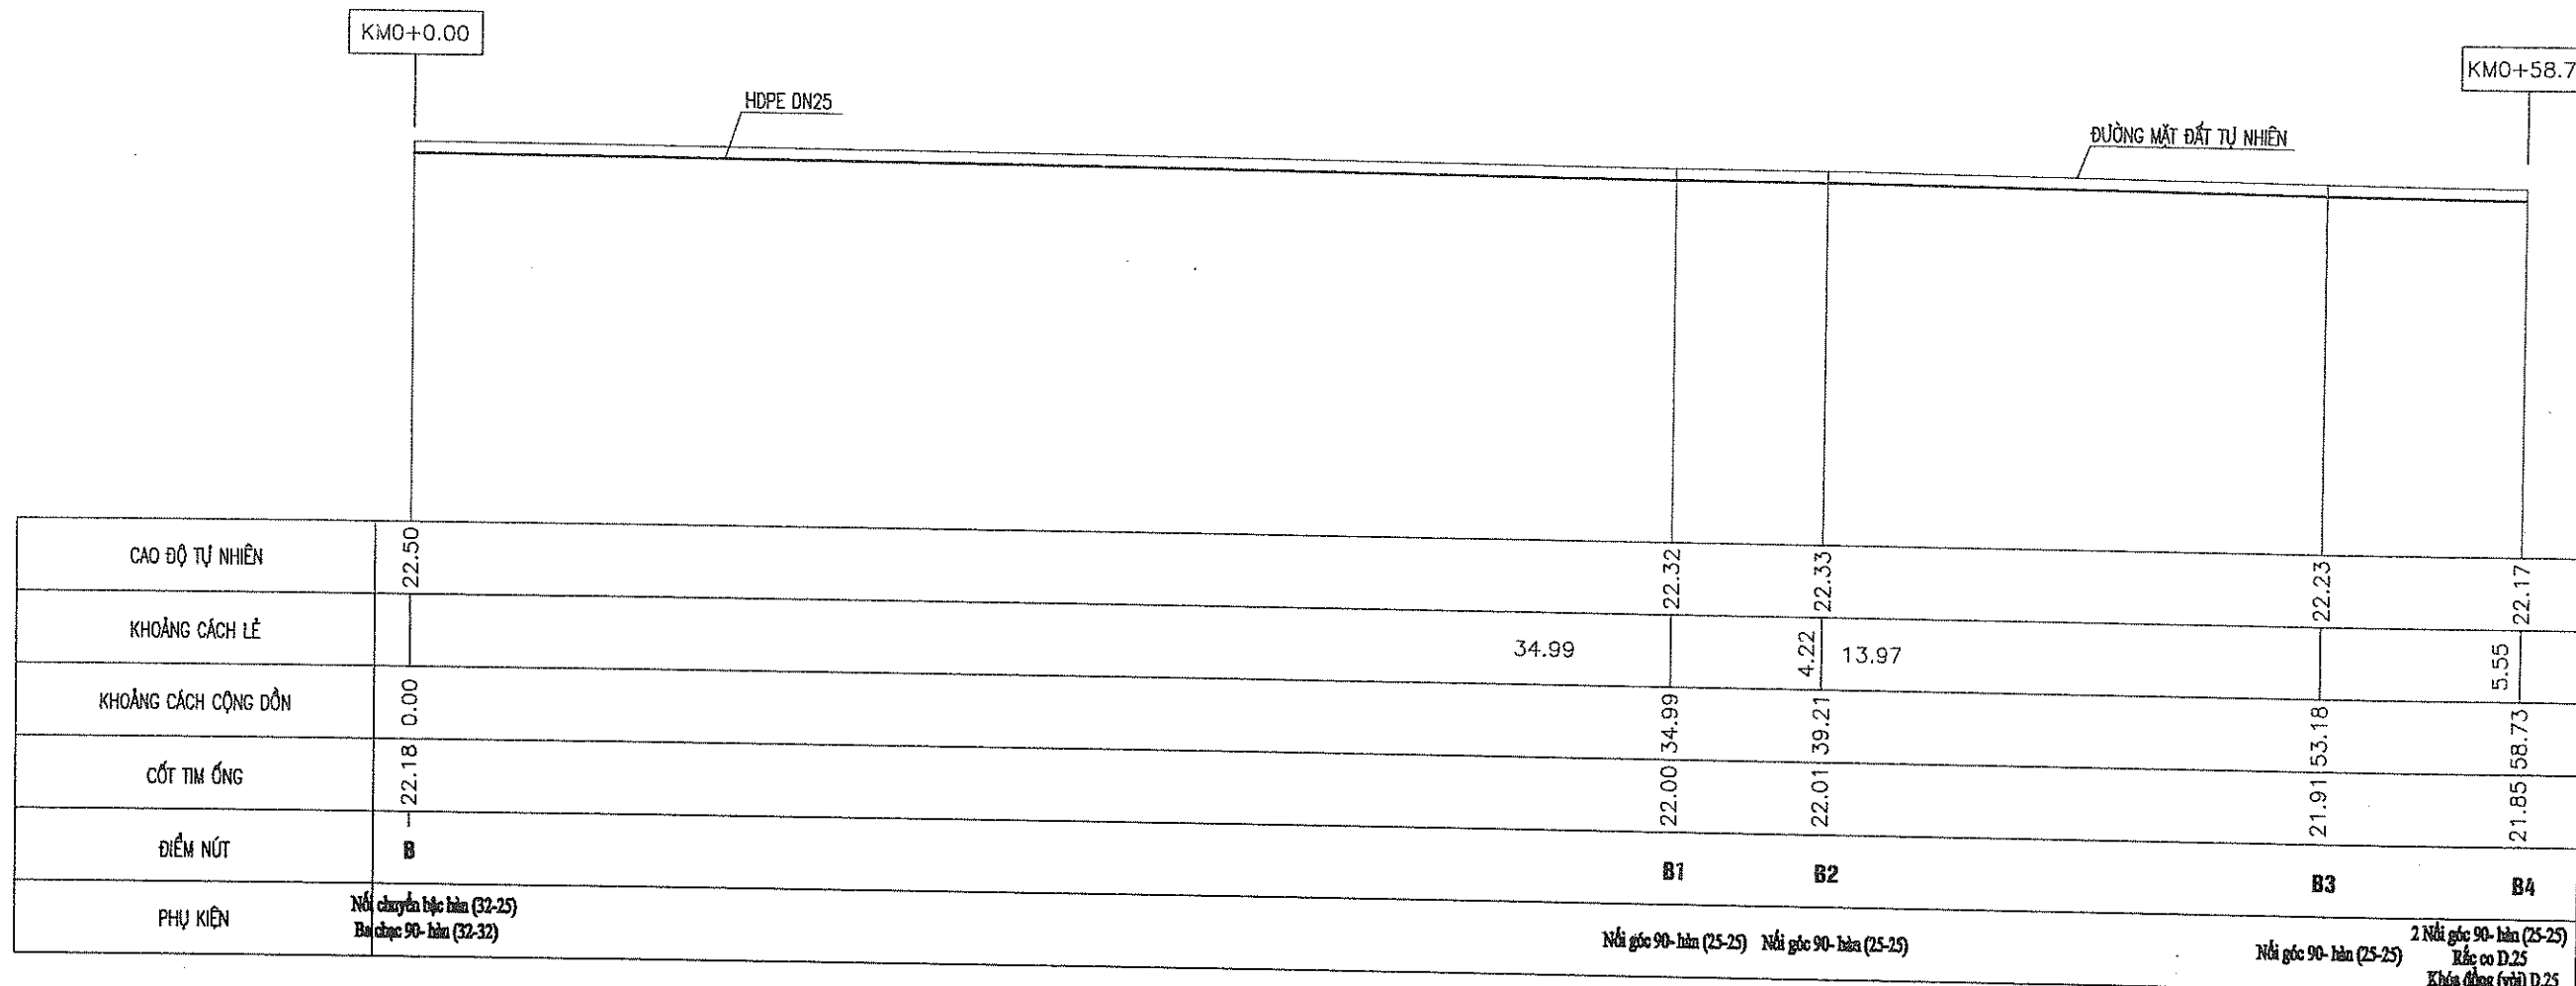 KM0+0.00
KM0+58.7
HDPE DN25
ĐƯỜNG MẶT ĐẤT TỰ NHIÊN
CAO ĐỘ TỰ NHIÊN 22.50 22.32 22.33 22.23 22.17
KHOẢNG CÁCH LẺ 34.99 4.22 13.97 5.55
KHOẢNG CÁCH CỘNG DỒN 0.00 34.99 39.21 53.18 58.73
CỐT TIM ỐNG 22.18 22.00 22.01 21.91 21.85
ĐIỂM NÚT B B1 B2 B3 B4
PHỤ KIỆN
Nối chuyển bậc hàn (32-25)
Ba chạc 90- hàn (32-32)
Nối góc 90- hàn (25-25)
Nối góc 90- hàn (25-25)
Nối góc 90- hàn (25-25)
2 Nối góc 90- hàn (25-25)
Rắc co D.25
Khóa đồng (vòi) D.25